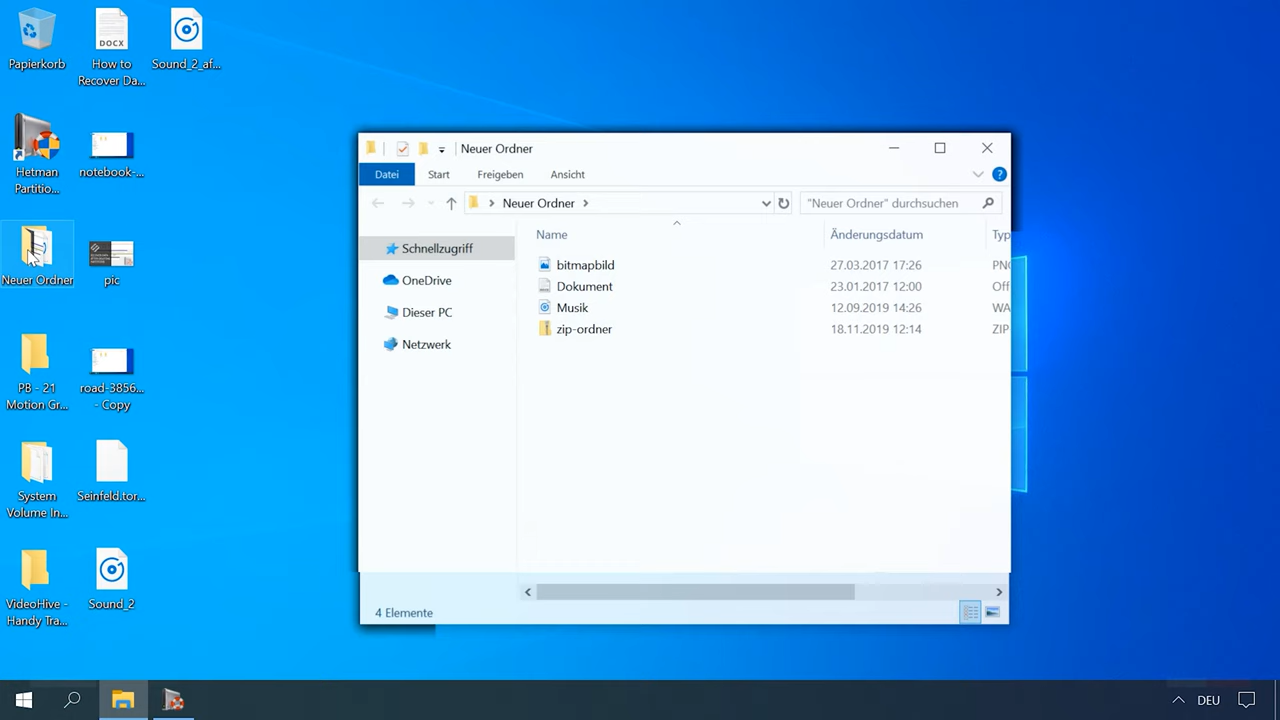 Papierkorb
How to
Recover Da...
Sound_2_af...
DOCX
Hetman
Partitio...
notebook-...
Neuer Ordner
pic
PB - 21
Motion Gr...
road-3856...
- Copy
System
Volume In...
Seinfeld.tor...
VideoHive -
Handy Tra...
Sound_2
Neuer Ordner
Datei Start Freigeben Ansicht
Neuer Ordner
"Neuer Ordner" durchsuchen
Schnellzugriff
OneDrive
Dieser PC
Netzwerk
Name Änderungsdatum Typ
bitmapbild 27.03.2017 17:26 PNG
Dokument 23.01.2017 12:00 Off
Musik 12.09.2019 14:26 WA
zip-ordner 18.11.2019 12:14 ZIP-
4 Elemente
DEU